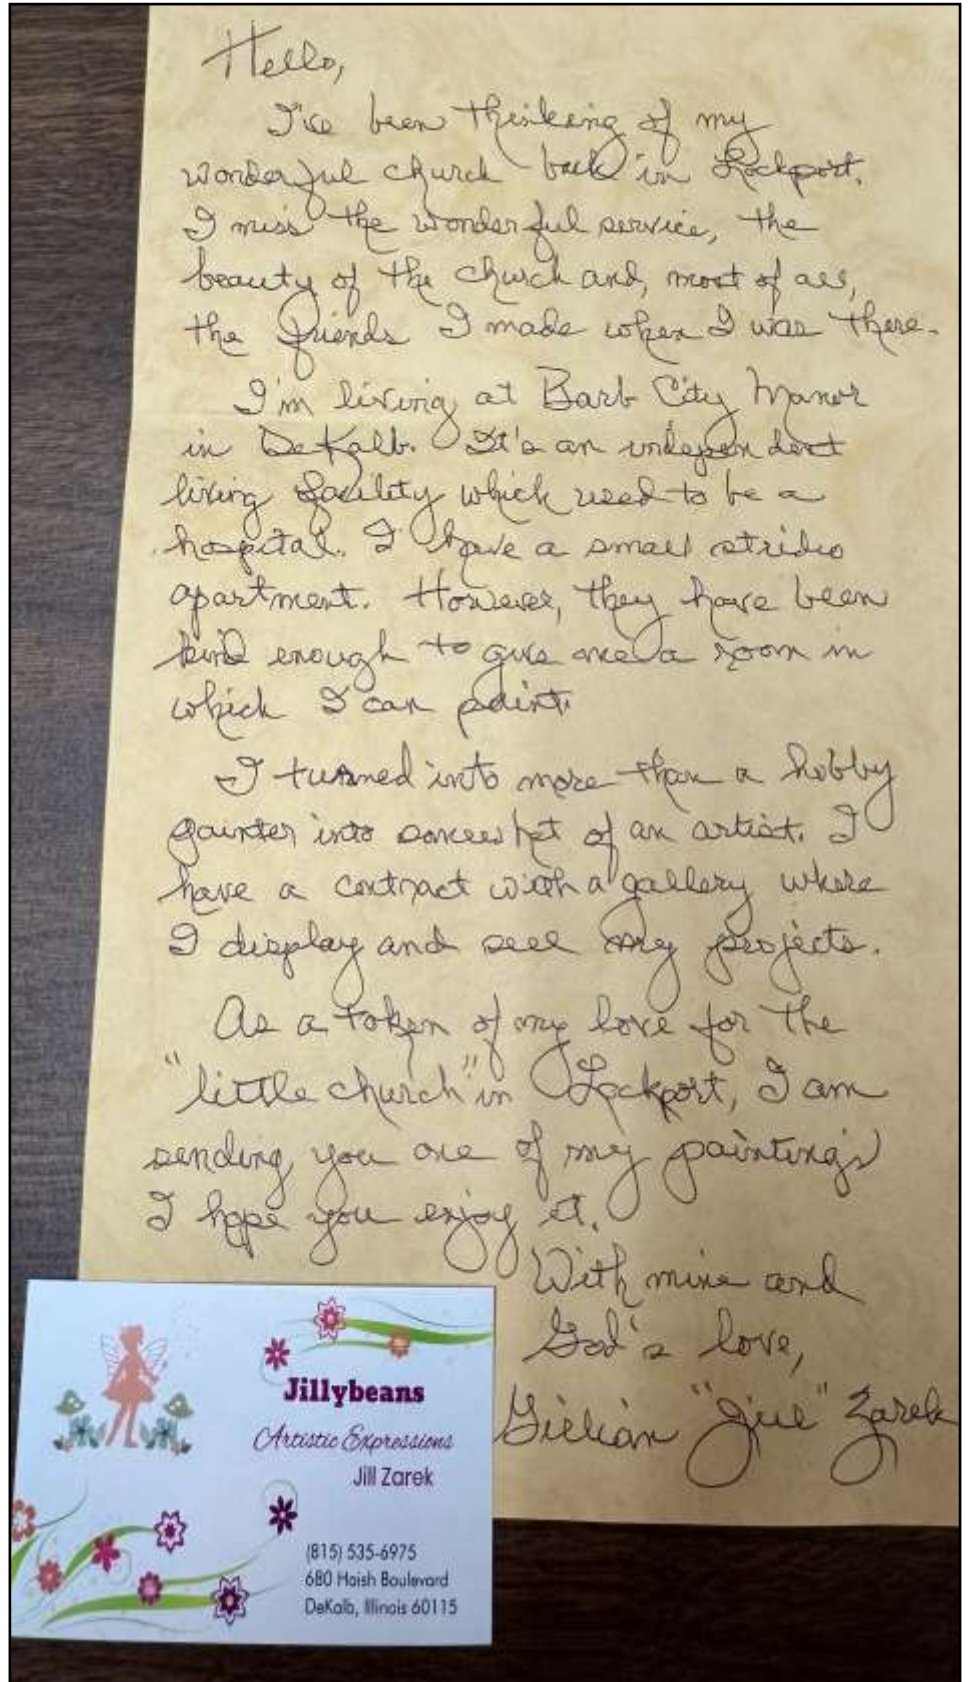 Hello,
I've been thinking of my
wonderful church back in Lockport.
I miss the wonderful service, the
beauty of the church and, most of all,
the friends I made when I was there.
I'm living at Barb City Manor
in DeKalb. It's an independent
living facility which used to be a
hospital. I have a small studio
apartment. However, they have been
kind enough to give me a room in
which I can paint.
I turned into more than a hobby
painter into somewhat of an artist. I
have a contract with a gallery where
I display and sell my projects.
As a token of my love for the
"little church" in Lockport, I am
sending you one of my paintings
I hope you enjoy it.
With mine and
God's love,
Gillian "Jill" Zarek
Jillybeans
Artistic Expressions
Jill Zarek
(815) 535-6975
680 Haish Boulevard
DeKalb, Illinois 60115